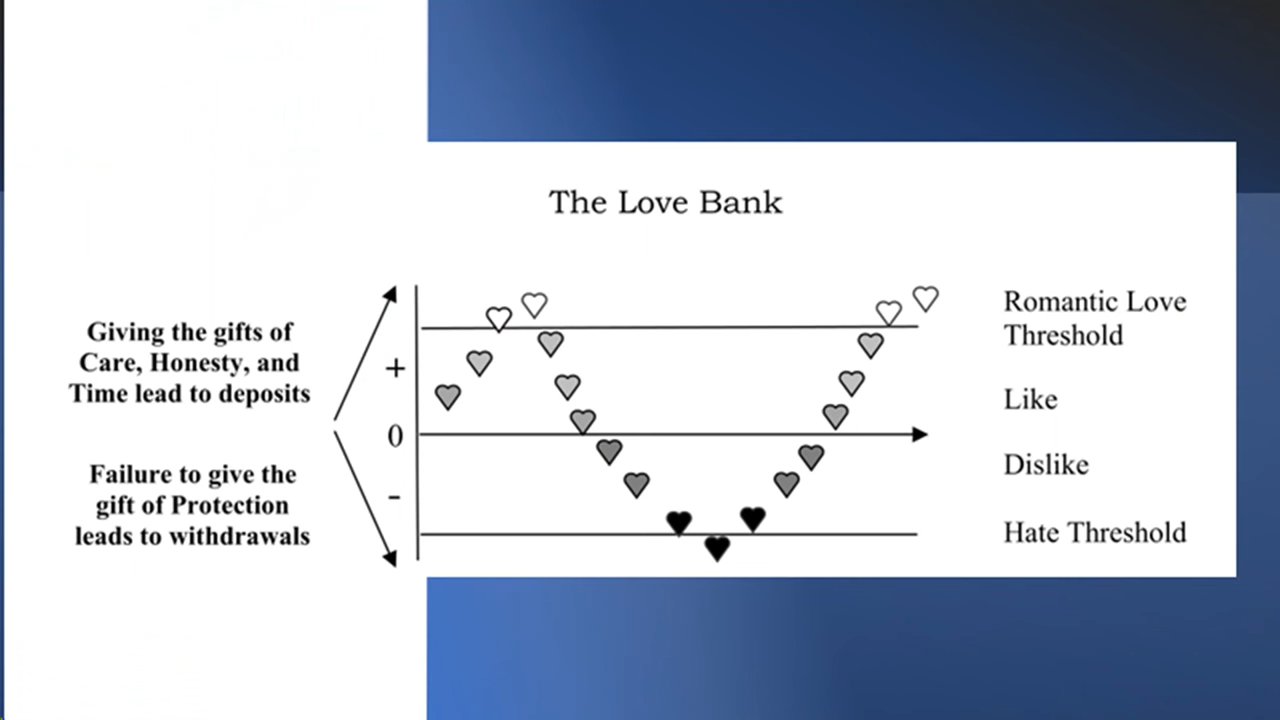 The Love Bank
Giving the gifts of
Care, Honesty, and
Time lead to deposits
Failure to give the
gift of Protection
leads to withdrawals
+
0
-
Romantic Love
Threshold
Like
Dislike
Hate Threshold